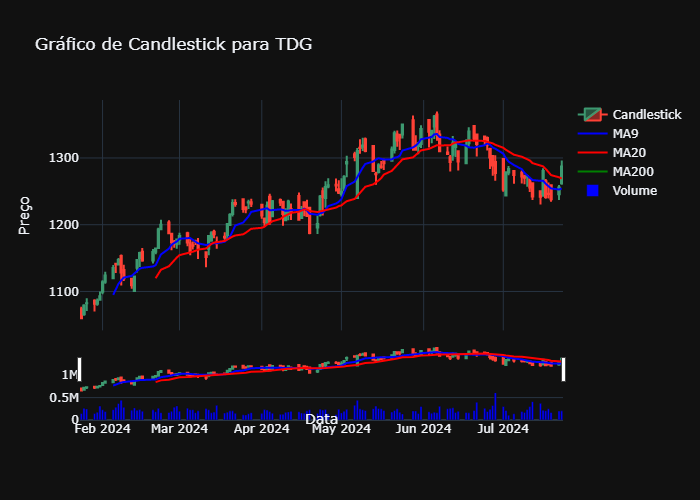 Gráfico de Candlestick para TDG
Candlestick
MA9
MA20
MA200
Volume
Preço
1300
1200
1100
1M
0.5M
0
Feb 2024
Mar 2024
Apr 2024
May 2024
Jun 2024
Jul 2024
Data